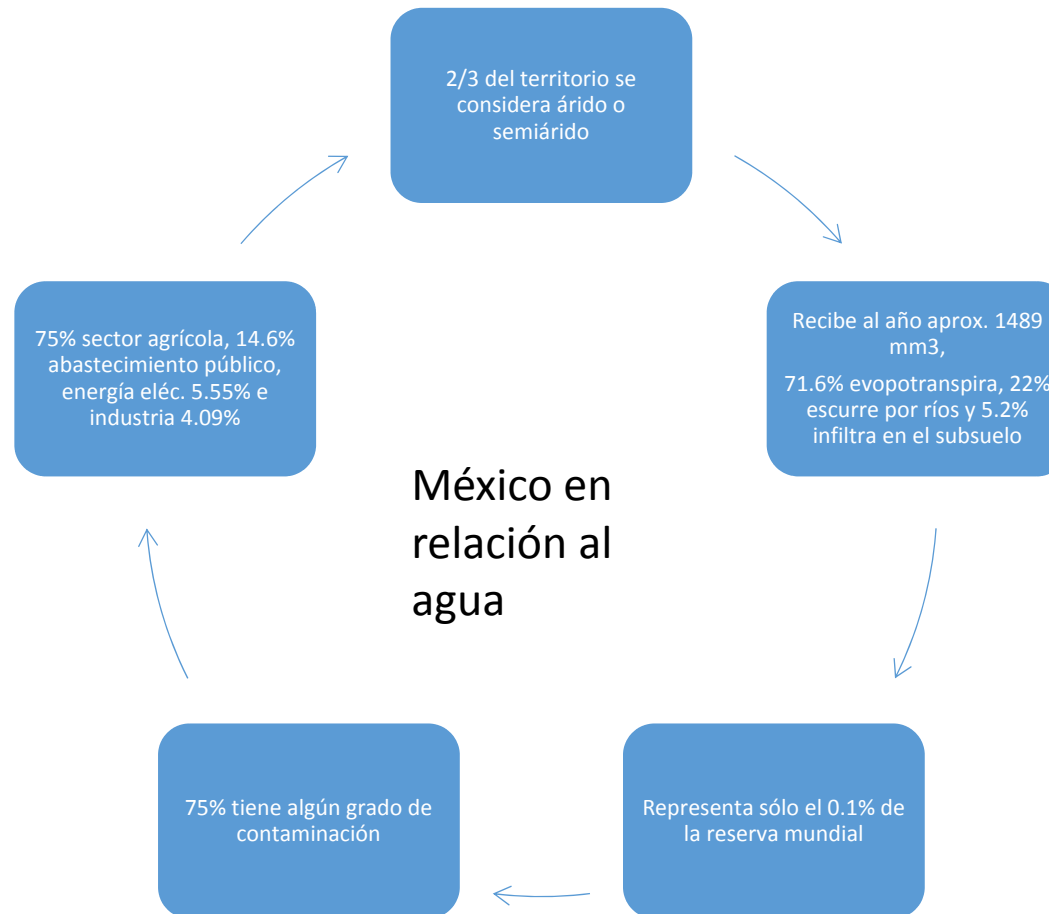 2/3 del territorio se
considera árido o
semiárido
Recibe al año aprox. 1489
mm3,
71.6% evopotranspira, 22%
escurre por ríos y 5.2%
infiltra en el subsuelo
Representa sólo el 0.1% de
la reserva mundial
75% tiene algún grado de
contaminación
75% sector agrícola, 14.6%
abastecimiento público,
energía eléc. 5.55% e
industria 4.09%
México en
relación al
agua